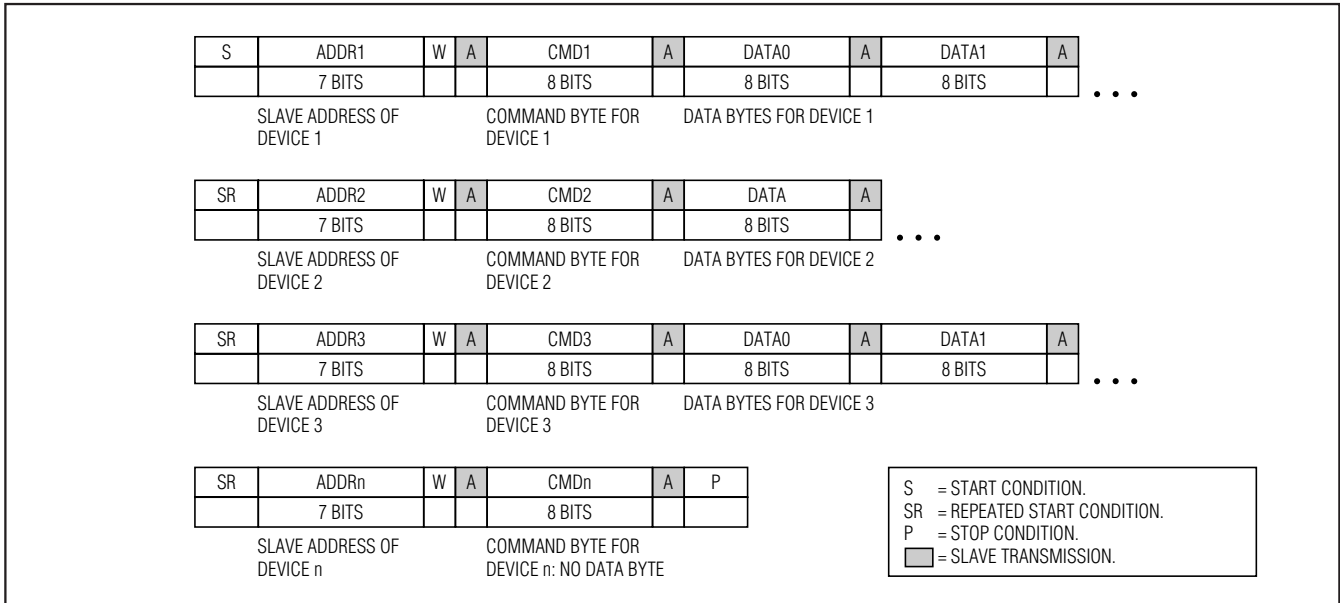 S ADDR1 W A CMD1 A DATA0 A DATA1 A
7 BITS 8 BITS 8 BITS 8 BITS
SLAVE ADDRESS OF DEVICE 1
COMMAND BYTE FOR DEVICE 1
DATA BYTES FOR DEVICE 1
• • •
SR ADDR2 W A CMD2 A DATA A
7 BITS 8 BITS 8 BITS
SLAVE ADDRESS OF DEVICE 2
COMMAND BYTE FOR DEVICE 2
DATA BYTES FOR DEVICE 2
• • •
SR ADDR3 W A CMD3 A DATA0 A DATA1 A
7 BITS 8 BITS 8 BITS 8 BITS
SLAVE ADDRESS OF DEVICE 3
COMMAND BYTE FOR DEVICE 3
DATA BYTES FOR DEVICE 3
• • •
SR ADDRn W A CMDn A P
7 BITS 8 BITS
SLAVE ADDRESS OF DEVICE n
COMMAND BYTE FOR DEVICE n: NO DATA BYTE
S = START CONDITION.
SR = REPEATED START CONDITION.
P = STOP CONDITION.
= SLAVE TRANSMISSION.